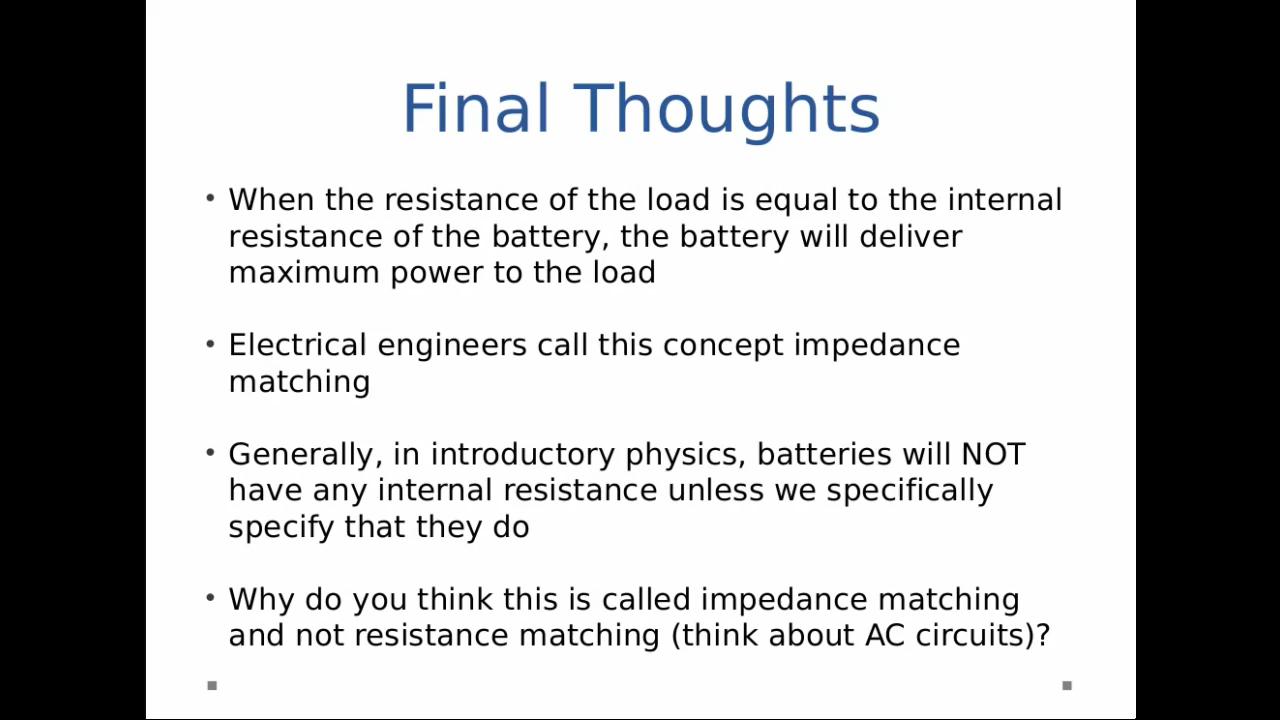 Final Thoughts
• When the resistance of the load is equal to the internal
resistance of the battery, the battery will deliver
maximum power to the load
• Electrical engineers call this concept impedance
matching
• Generally, in introductory physics, batteries will NOT
have any internal resistance unless we specifically
specify that they do
• Why do you think this is called impedance matching
and not resistance matching (think about AC circuits)?